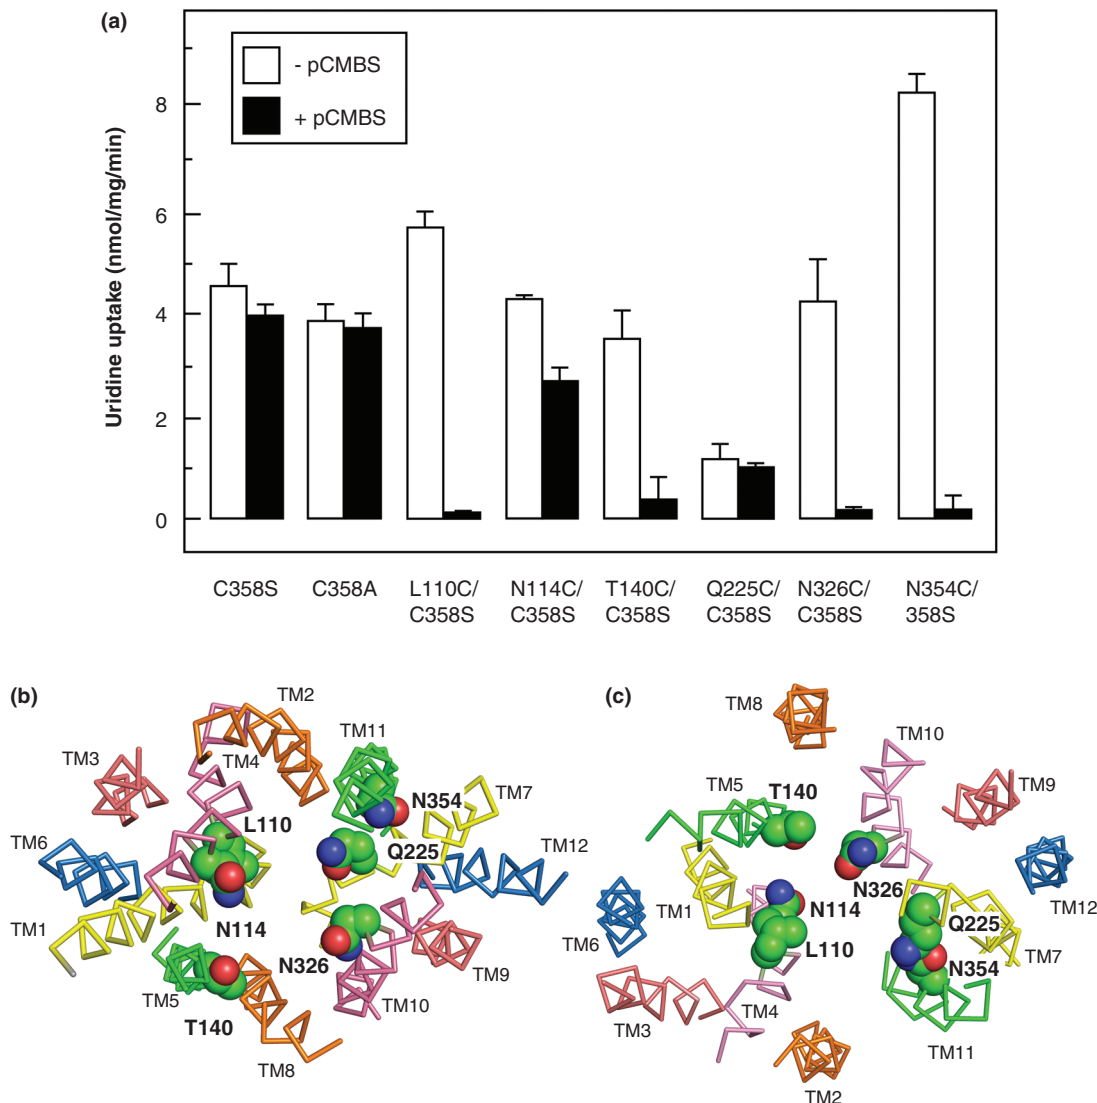 (a)
- pCMBS
+ pCMBS
Uridine uptake (nmol/mg/min)
8
6
4
2
0
C358S
C358A
L110C/
C358S
N114C/
C358S
T140C/
C358S
Q225C/
C358S
N326C/
C358S
N354C/
358S
(b)
TM2
TM11
TM3
TM4
N354
TM7
L110
TM6
Q225
TM12
TM1
N114
N326
TM9
TM5
TM10
T140
TM8
(c)
TM8
TM10
TM5
T140
TM9
N326
TM12
TM1
N114
Q225
TM6
L110
TM7
N354
TM3
TM4
TM11
TM2